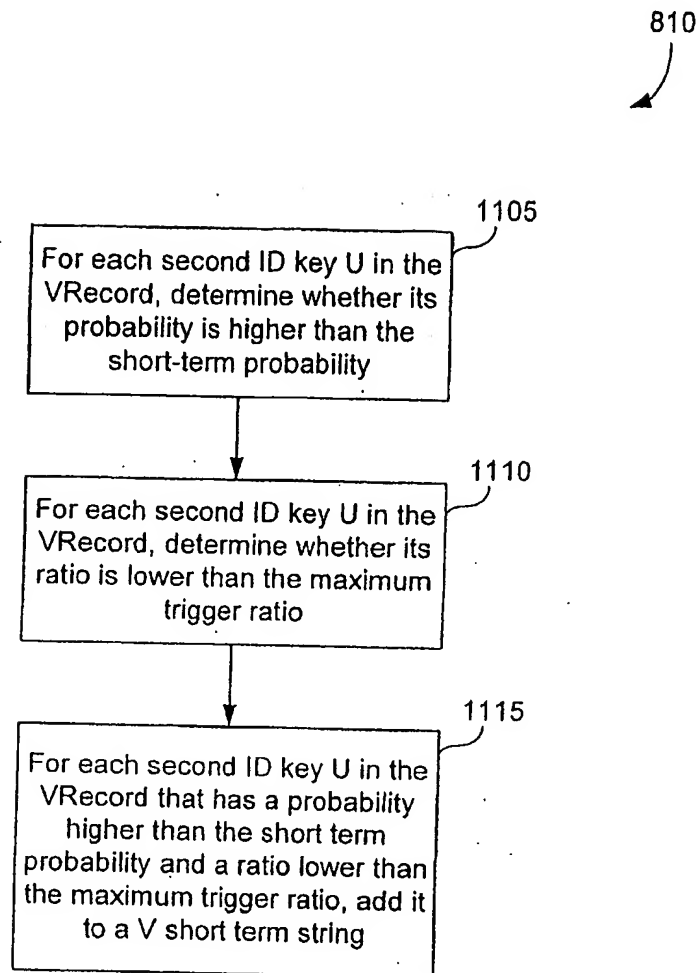 810
1105
For each second ID key U in the
VRecord, determine whether its
probability is higher than the
short-term probability
1110
For each second ID key U in the
VRecord, determine whether its
ratio is lower than the maximum
trigger ratio
1115
For each second ID key U in the
VRecord that has a probability
higher than the short term
probability and a ratio lower than
the maximum trigger ratio, add it
to a V short term string